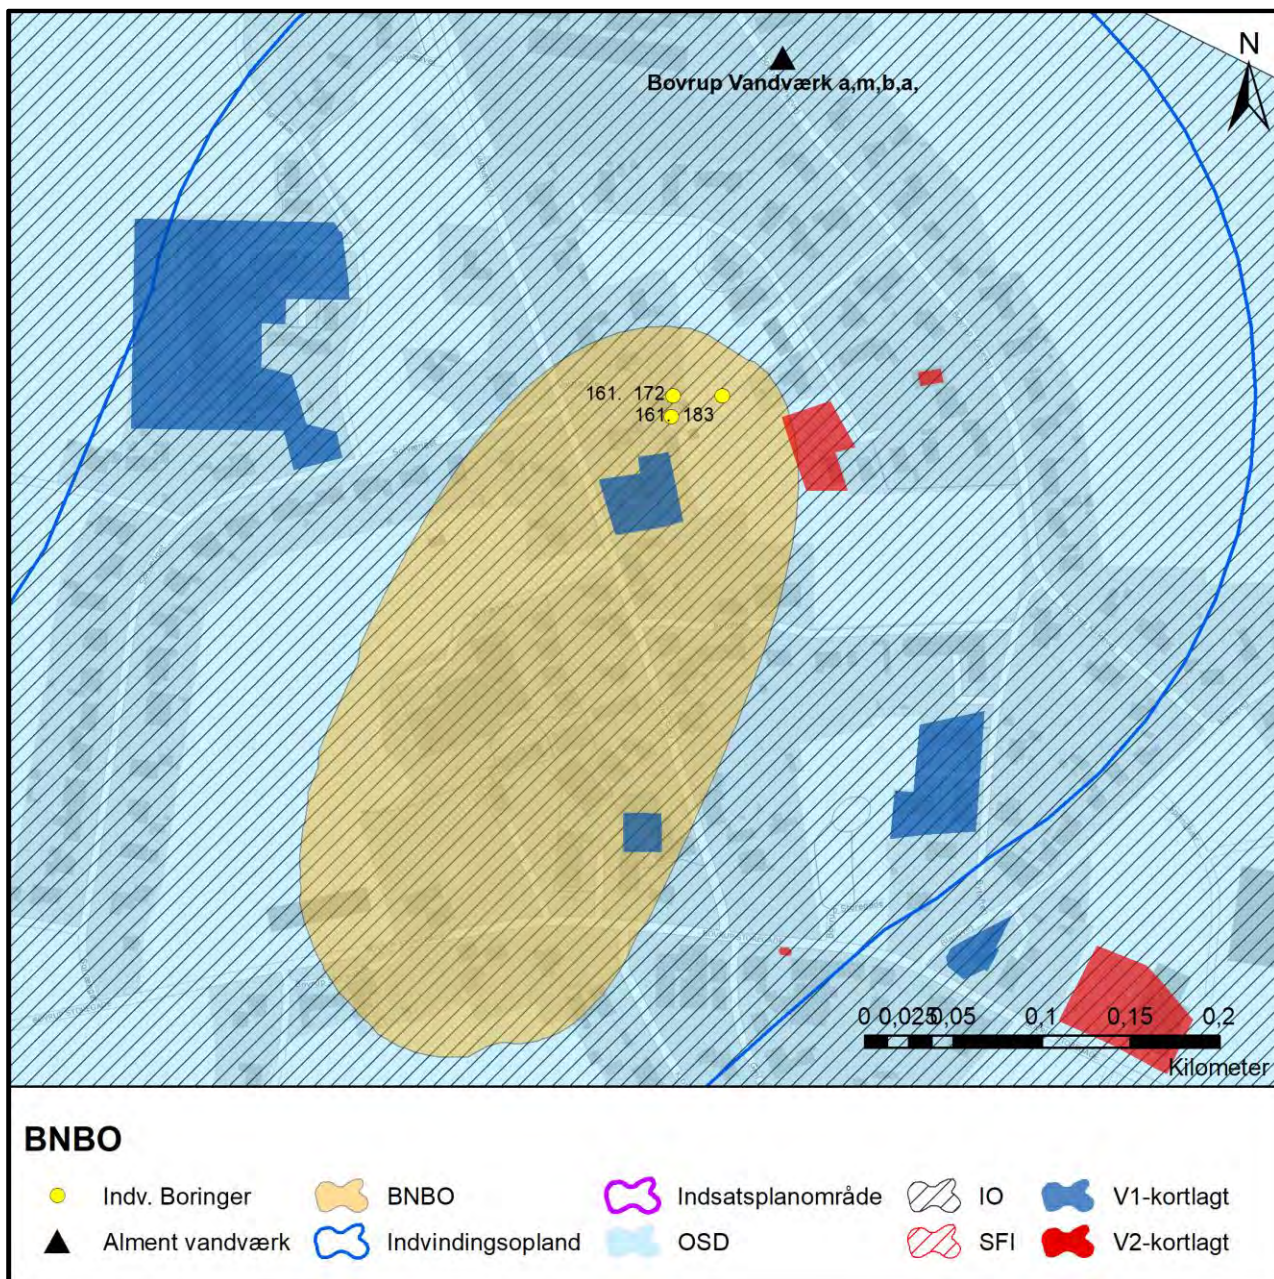 N
Bovrup Vandværk a,m,b,a,
161. 172
161. 183
0 0,025 0,05 0,1 0,15 0,2
Kilometer
BNBO
Indv. Boringer
BNBO
Indsatsplanområde
IO
V1-kortlagt
Alment vandværk
Indvindingsopland
OSD
SFI
V2-kortlagt